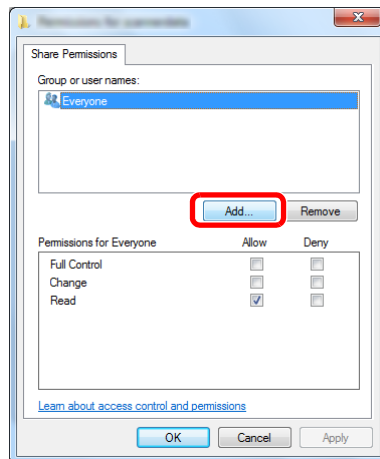 Share Permissions
Group or user names:
Everyone
Add... Remove
Permissions for Everyone Allow Deny
Full Control
Change
Read
Learn about access control and permissions
OK Cancel Apply